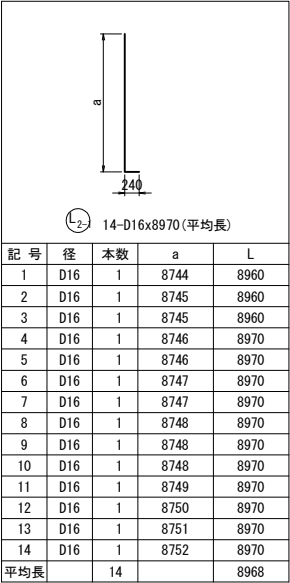 a
240
L2-1 14-D16x8970(平均長)
記 号 径 本数 a L
1 D16 1 8744 8960
2 D16 1 8745 8960
3 D16 1 8745 8960
4 D16 1 8746 8970
5 D16 1 8746 8970
6 D16 1 8747 8970
7 D16 1 8747 8970
8 D16 1 8748 8970
9 D16 1 8748 8970
10 D16 1 8748 8970
11 D16 1 8749 8970
12 D16 1 8750 8970
13 D16 1 8751 8970
14 D16 1 8752 8970
平均長 14 8968